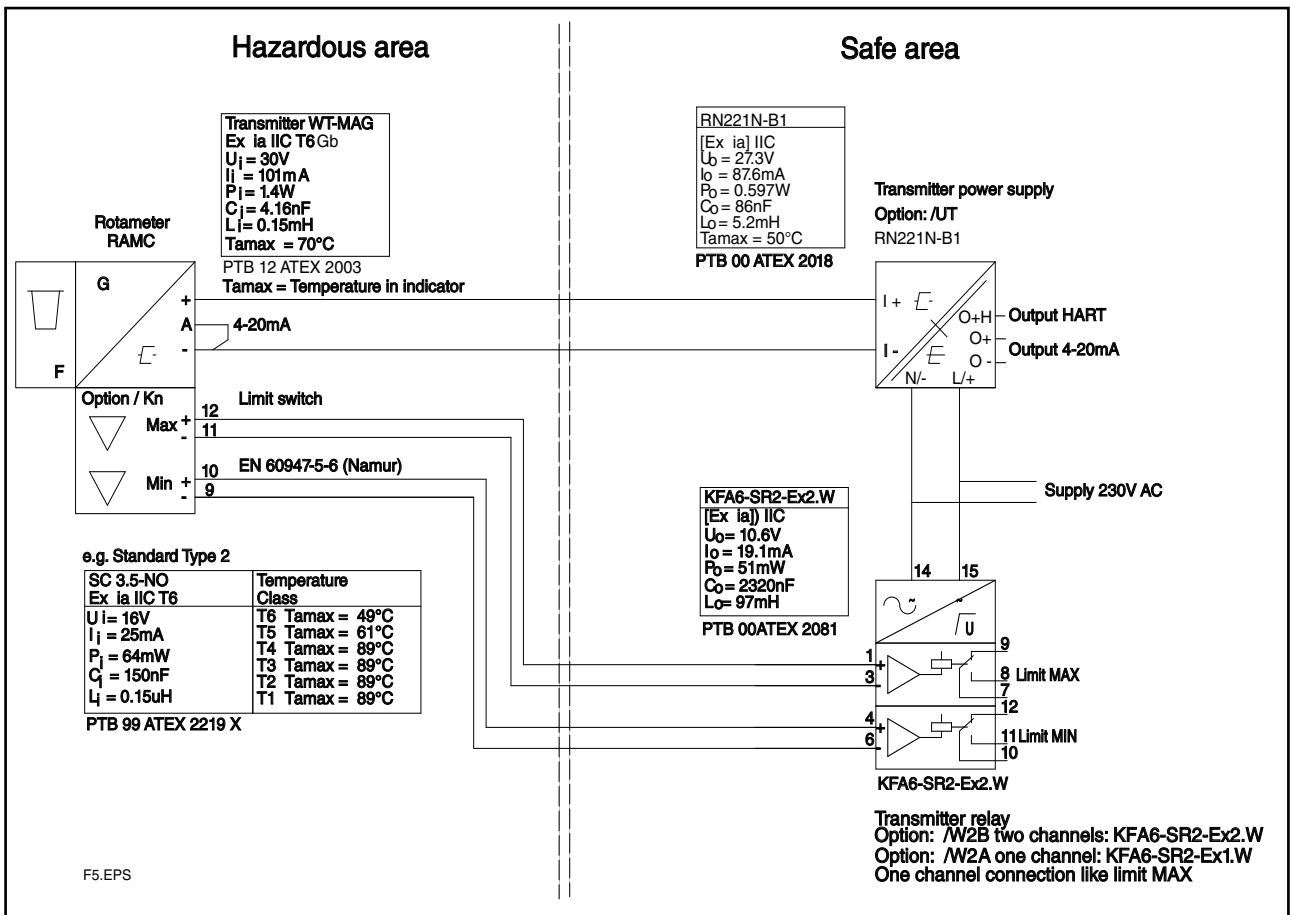 Hazardous area
Safe area
Transmitter WT-MAG
Ex ia IIC T6 Gb
Ui = 30V
Ii = 101mA
Pi = 1.4W
Ci = 4.16nF
Li = 0.15mH
Tamax = 70°C
PTB 12 ATEX 2003
Tamax = Temperature in indicator
RN221N-B1
[Ex ia] IIC
Uo = 27.3V
Io = 87.6mA
Po = 0.597W
Co = 86nF
Lo = 5.2mH
Tamax = 50°C
PTB 00 ATEX 2018
Transmitter power supply
Option: /UT
RN221N-B1
Rotameter
RAMC
G
F
+
A
-
4-20mA
I +
I -
O+H
O+
O -
N/-
L/+
Output HART
Output 4-20mA
Option / Kn
Limit switch
Max + 12
- 11
Min + 10
- 9
EN 60947-5-6 (Namur)
Supply 230V AC
KFA6-SR2-Ex2.W
[Ex ia]) IIC
Uo= 10.6V
Io = 19.1mA
Po = 51mW
Co = 2320nF
Lo= 97mH
PTB 00ATEX 2081
e.g. Standard Type 2
SC 3.5-NO
Ex ia IIC T6
Ui= 16V
Ii = 25mA
Pi = 64mW
Ci = 150nF
Li = 0.15uH
Temperature
Class
T6 Tamax = 49°C
T5 Tamax = 61°C
T4 Tamax = 89°C
T3 Tamax = 89°C
T2 Tamax = 89°C
T1 Tamax = 89°C
PTB 99 ATEX 2219 X
14
15
~
~
U
1 +
3 -
9
8 Limit MAX
7
4 +
6 -
12
11 Limit MIN
10
KFA6-SR2-Ex2.W
Transmitter relay
Option: /W2B two channels: KFA6-SR2-Ex2.W
Option: /W2A one channel: KFA6-SR2-Ex1.W
One channel connection like limit MAX
F5.EPS